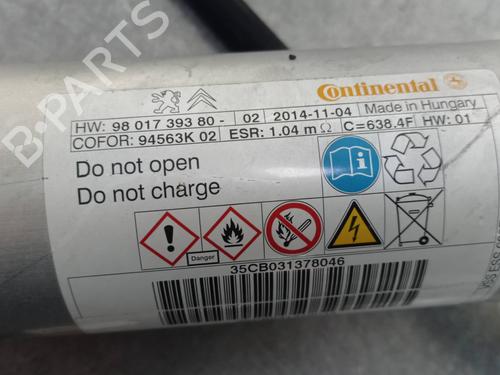 Continental
HW: 98 017 393 80 - 02 2014-11-04 Made in Hungary
COFOR: 94563K 02 ESR: 1.04 mΩ C=638.4F HW: 01
Do not open
Do not charge
Danger
35CB031378046
B-PARTS